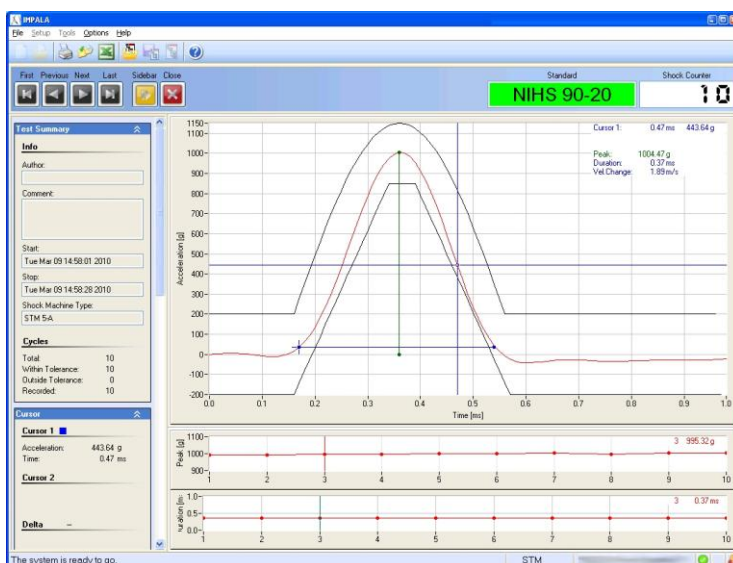 IMPALA
File Setup Tools Options Help
First Previous Next Last Sidebar Close
Standard
Shock Counter
NIHS 90-20
10
Test Summary
Info
Author:
Comment:
Start:
Tue Mar 09 14:58:01 2010
Stop:
Tue Mar 09 14:58:28 2010
Shock Machine Type:
STM 5-A
Cycles
Total: 10
Within Tolerance: 10
Outside Tolerance: 0
Recorded: 10
Cursor
Cursor 1
Acceleration: 443.64 g
Time: 0.47 ms
Cursor 2
Delta –
Cursor 1: 0.47 ms 443.64 g
Peak: 1004.47 g
Duration: 0.37 ms
Vel.Change: 1.89 m/s
Acceleration [g]
1150
1100
1000
900
800
700
600
500
400
300
200
100
0
-100
-200
0.0 0.1 0.2 0.3 0.4 0.5 0.6 0.7 0.8 0.9 1.0
Time [ms]
Peak [g]
1100
1000
900
3 995.32 g
1 2 3 4 5 6 7 8 9 10
uration [m
1.0
0.5
0.0
3 0.37 ms
1 2 3 4 5 6 7 8 9 10
The system is ready to go.
STM